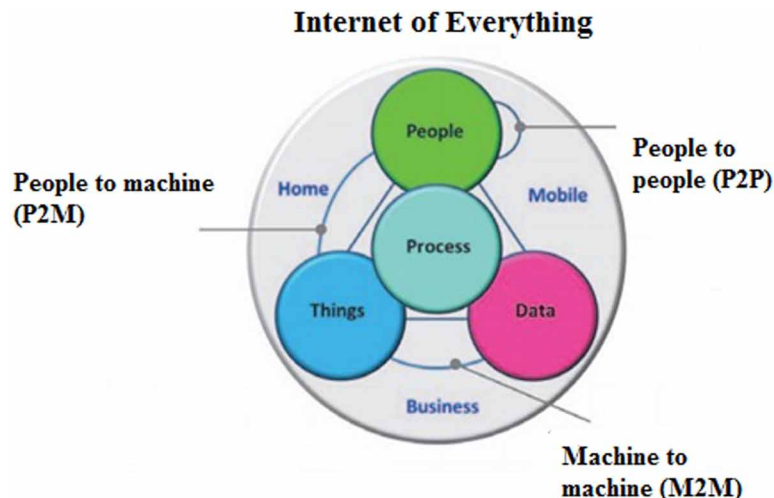 Internet of Everything
People
People to
people (P2P)
People to machine
(P2M)
Home
Mobile
Process
Things
Data
Business
Machine to
machine (M2M)